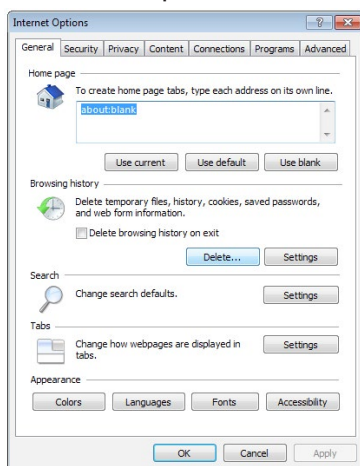 Internet Options
General Security Privacy Content Connections Programs Advanced
Home page
To create home page tabs, type each address on its own line.
about:blank
Use current Use default Use blank
Browsing history
Delete temporary files, history, cookies, saved passwords,
and web form information.
Delete browsing history on exit
Delete... Settings
Search
Change search defaults.
Settings
Tabs
Change how webpages are displayed in
tabs.
Settings
Appearance
Colors Languages Fonts Accessibility
OK Cancel Apply